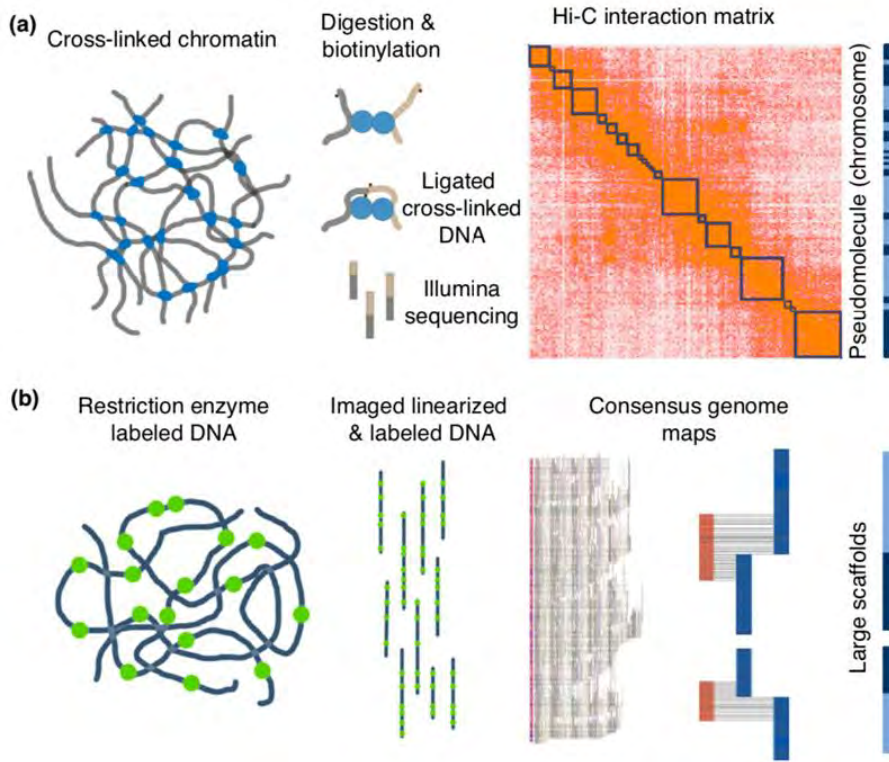 (a)
Cross-linked chromatin
Digestion &
biotinylation
Hi-C interaction matrix
Ligated
cross-linked
DNA
Illumina
sequencing
Pseudomolecule (chromosome)
(b)
Restriction enzyme
labeled DNA
Imaged linearized
& labeled DNA
Consensus genome
maps
Large scaffolds